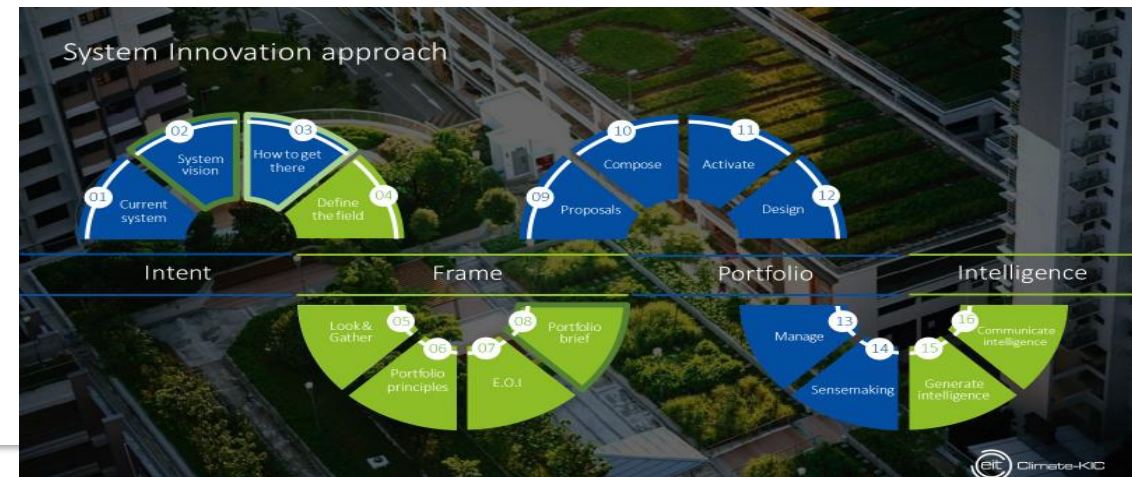 System Innovation approach
01
Current
system
02
System
vision
03
How to get
there
04
Define
the field
09
Proposals
10
Compose
11
Activate
12
Design
Intent
Frame
Portfolio
Intelligence
Look &
Gather
05
Portfolio
principles
06
E.O.I
07
Portfolio
brief
08
Manage
13
Sensemaking
14
Generate
intelligence
15
Communicate
intelligence
16
eit Climate-KIC